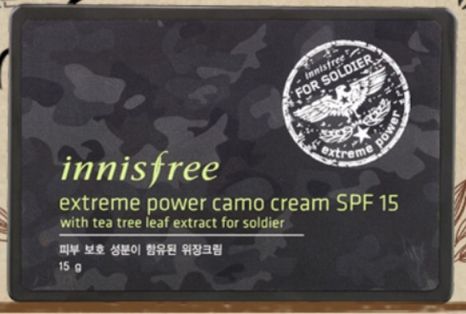 innisfree
FOR SOLDIER
extreme power
innisfree
extreme power camo cream SPF 15
with tea tree leaf extract for soldier
피부 보호 성분이 함유된 위장크림
15 g